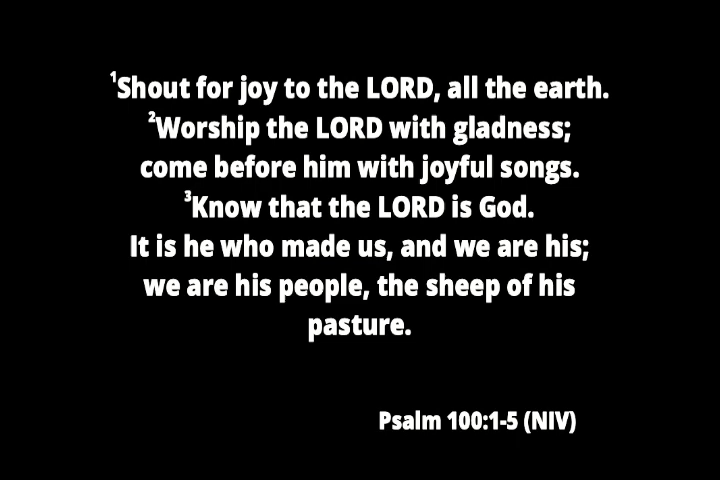 ¹Shout for joy to the LORD, all the earth.
²Worship the LORD with gladness;
come before him with joyful songs.
³Know that the LORD is God.
It is he who made us, and we are his;
we are his people, the sheep of his
pasture.
Psalm 100:1-5 (NIV)